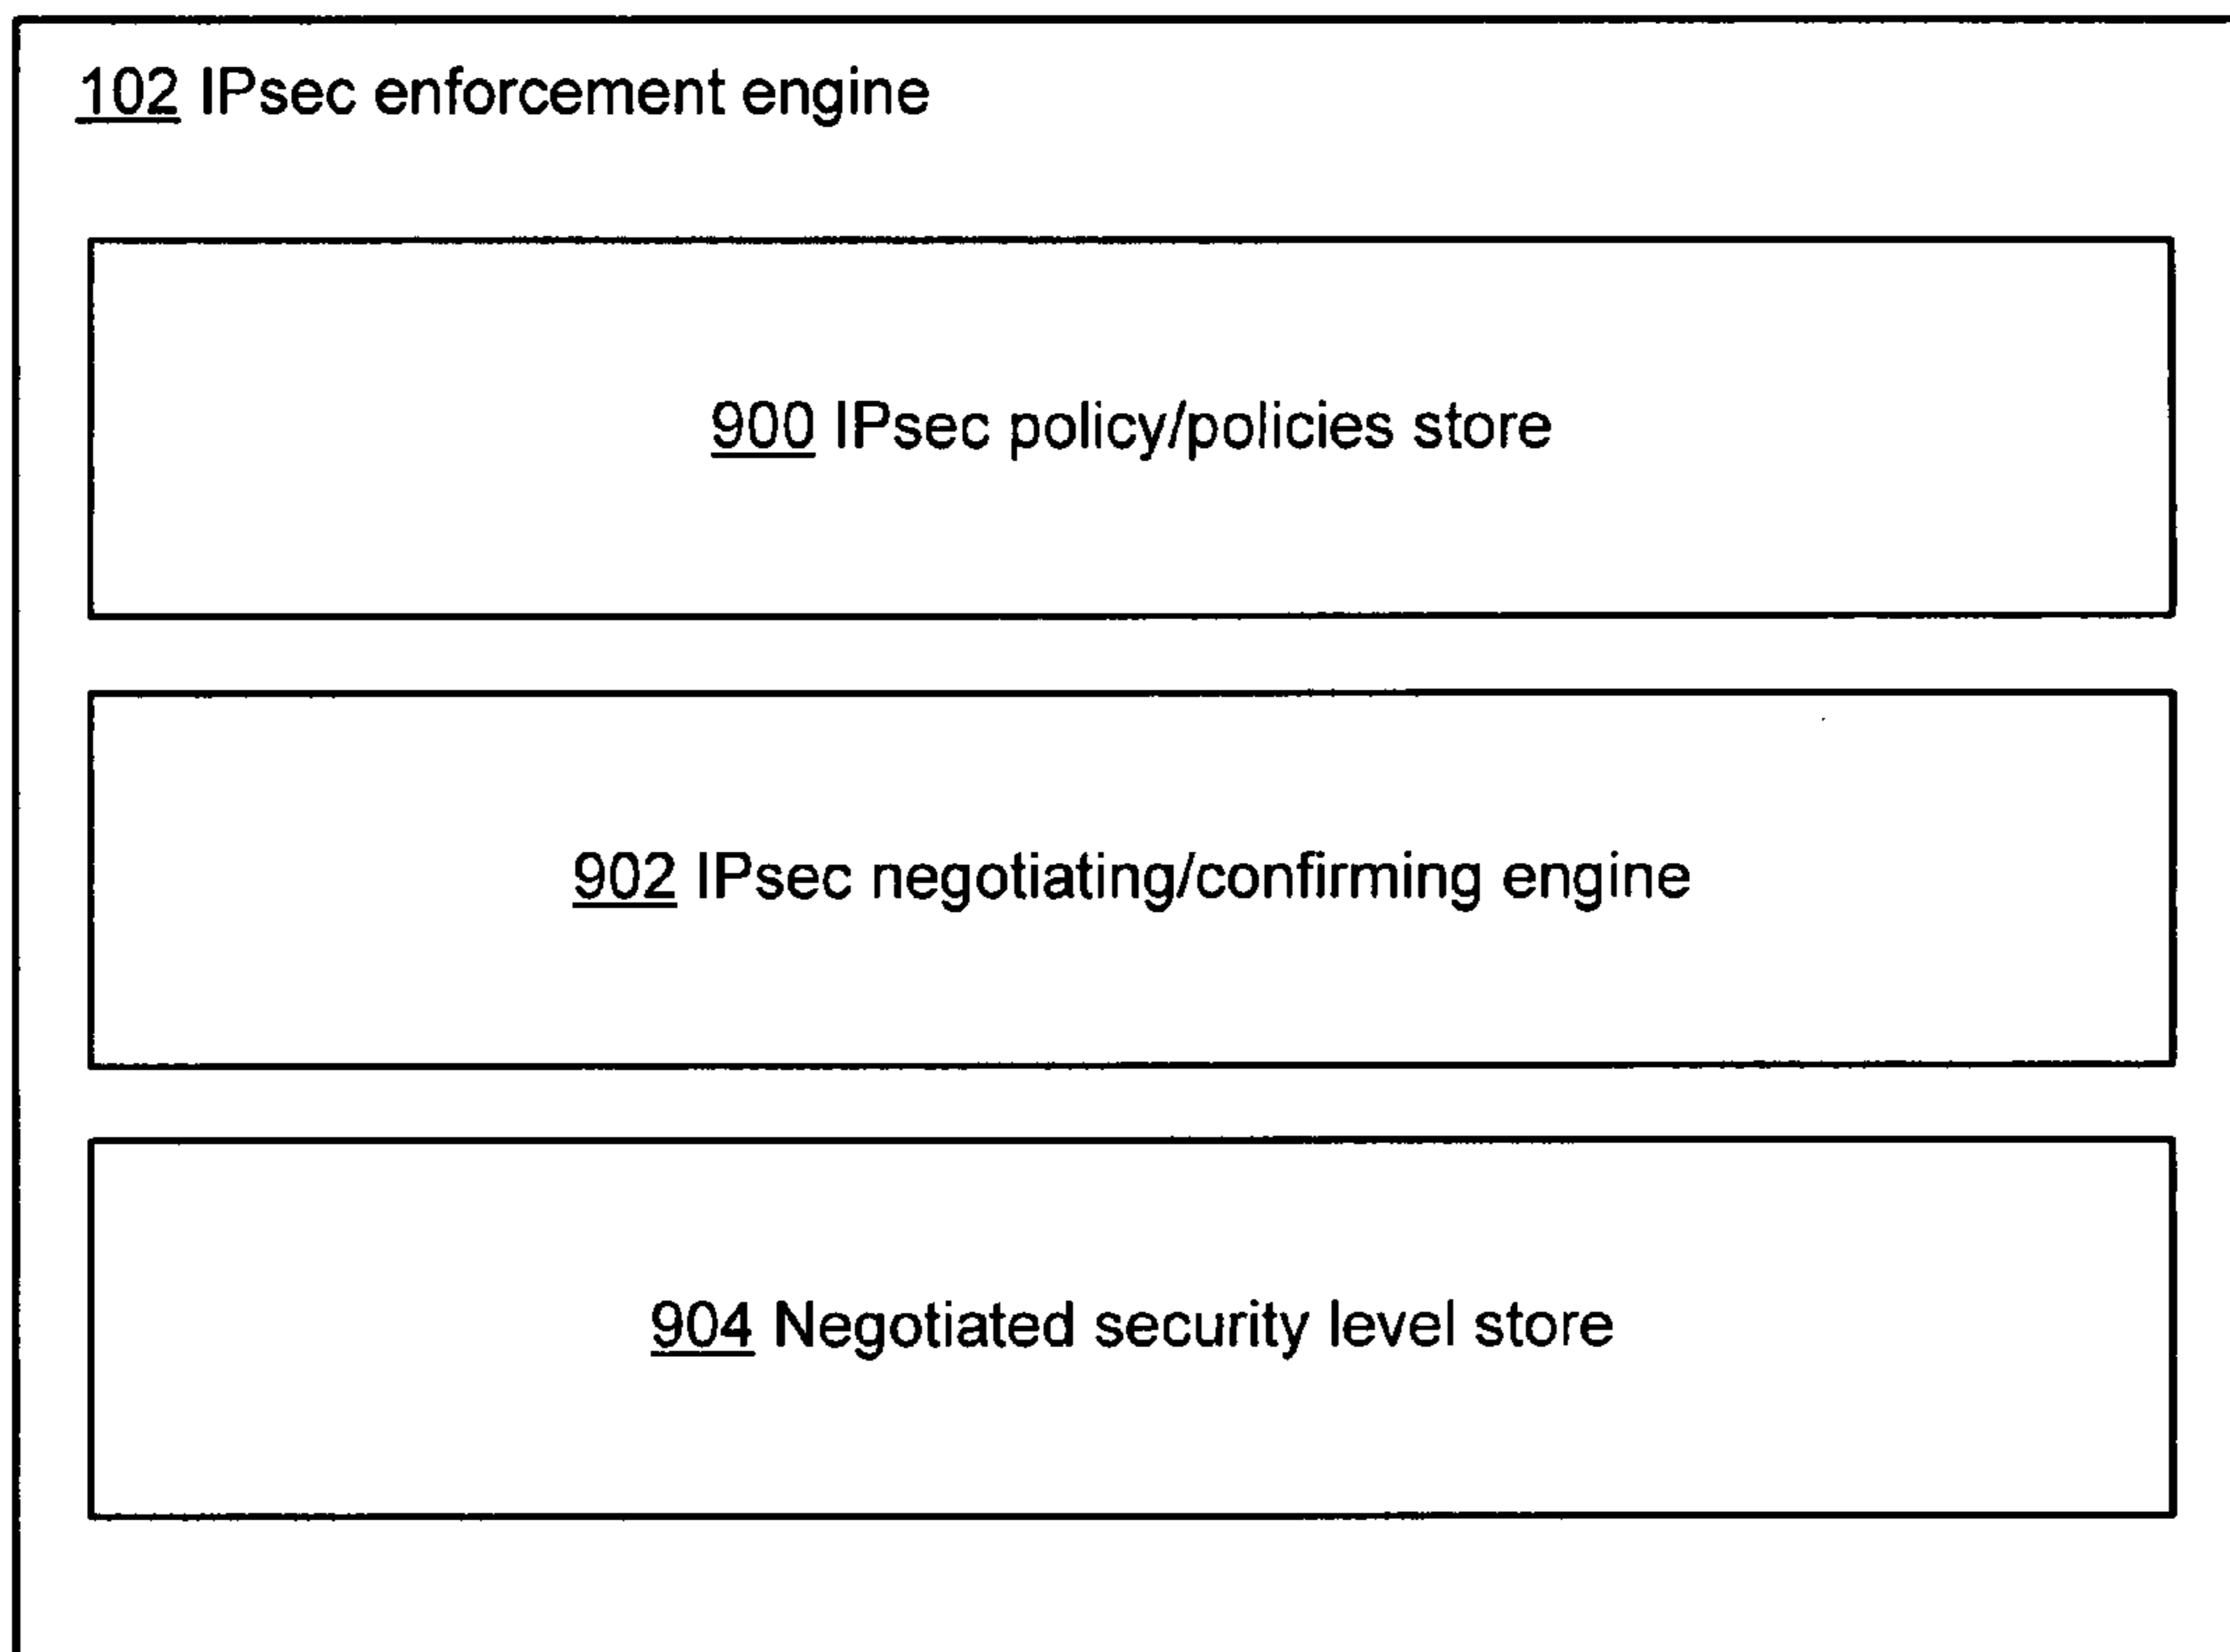 102 IPsec enforcement engine
900 IPsec policy/policies store
902 IPsec negotiating/confirming engine
904 Negotiated security level store